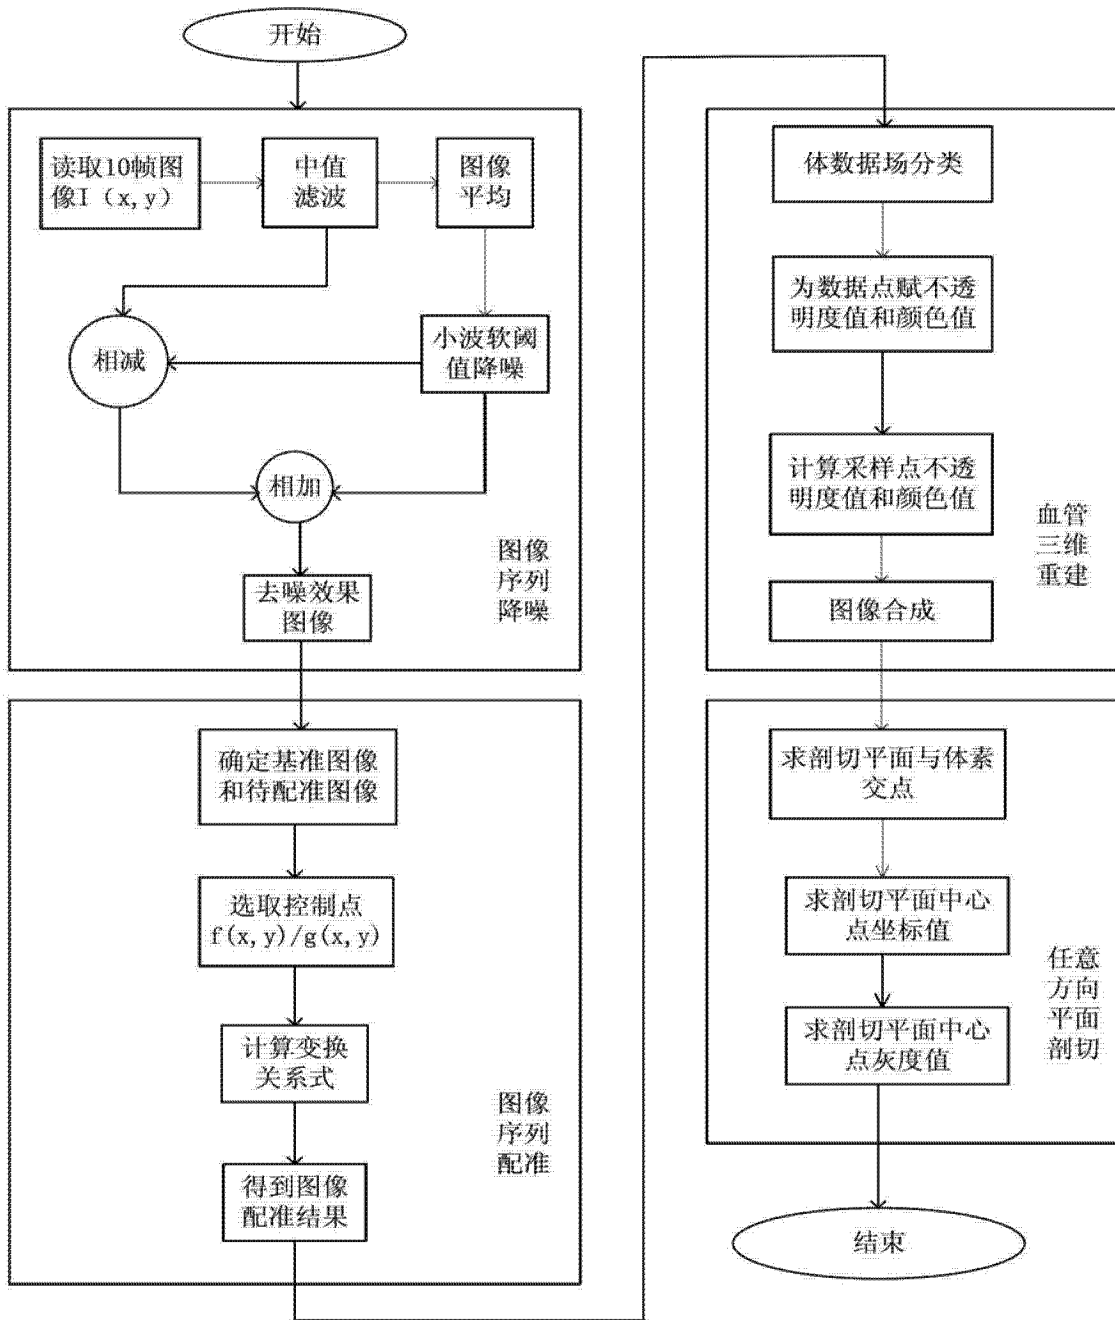 开始
读取10帧图
像I（x,y）
中值
滤波
图像
平均
相减
小波软阈
值降噪
相加
去噪效果
图像
图像
序列
降噪
确定基准图像
和待配准图像
选取控制点
f(x,y)/g(x,y)
计算变换
关系式
得到图像
配准结果
图像
序列
配准
体数据场分类
为数据点赋不透
明度值和颜色值
计算采样点不透
明度值和颜色值
图像合成
血管
三维
重建
求剖切平面与体素
交点
求剖切平面中心
点坐标值
求剖切平面中心
点灰度值
任意
方向
平面
剖切
结束